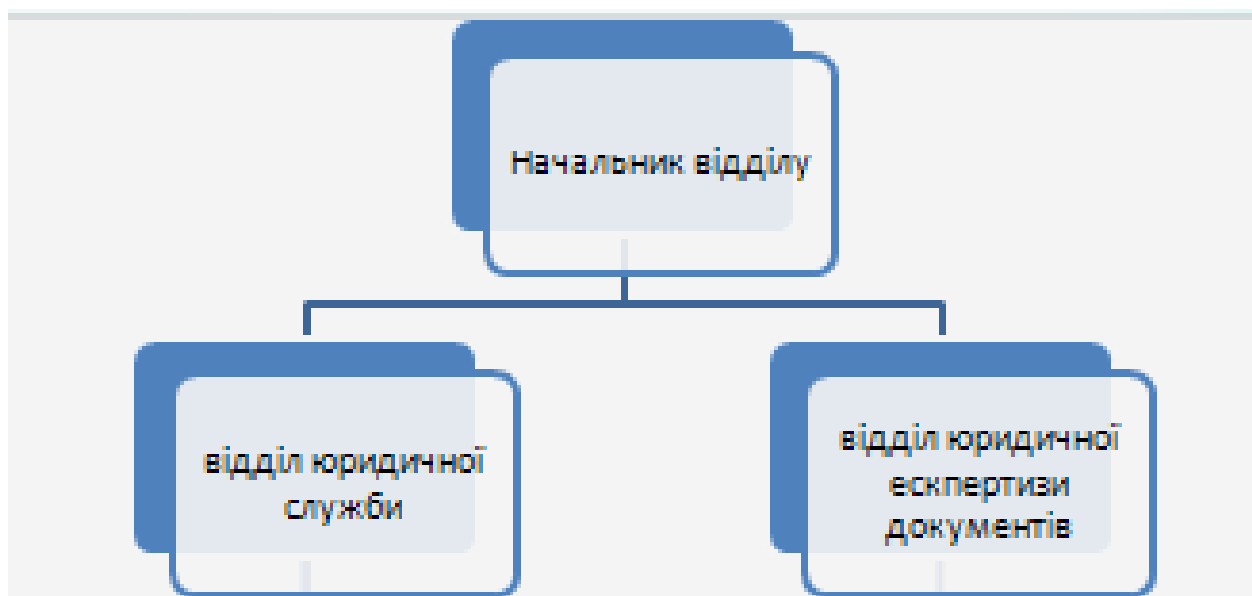 Начальник відділу
відділ юридичної
служби
відділ юридичної
ескпертизи
документів